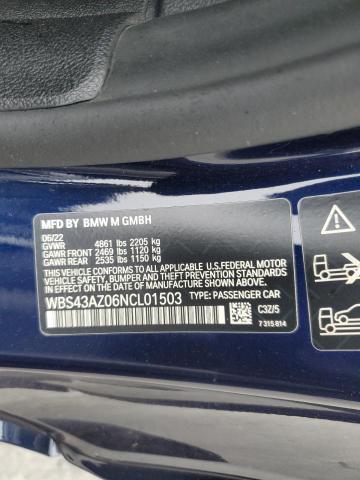 MFD BY BMW M GMBH
06/22
GVWR 4861 lbs 2205 kg
GAWR FRONT 2469 lbs 1120 kg
GAWR REAR 2535 lbs 1150 kg
THIS VEHICLE CONFORMS TO ALL APPLICABLE U.S.FEDERAL MOTOR
VEHICLE SAFETY, BUMPER AND THEFT PREVENTION STANDARDS IN
EFFECT ON THE DATE OF MANUFACTURE SHOWN ABOVE.
WBS43AZ06NCL01503 TYPE: PASSENGER CAR
C3Z/5
7 315 814